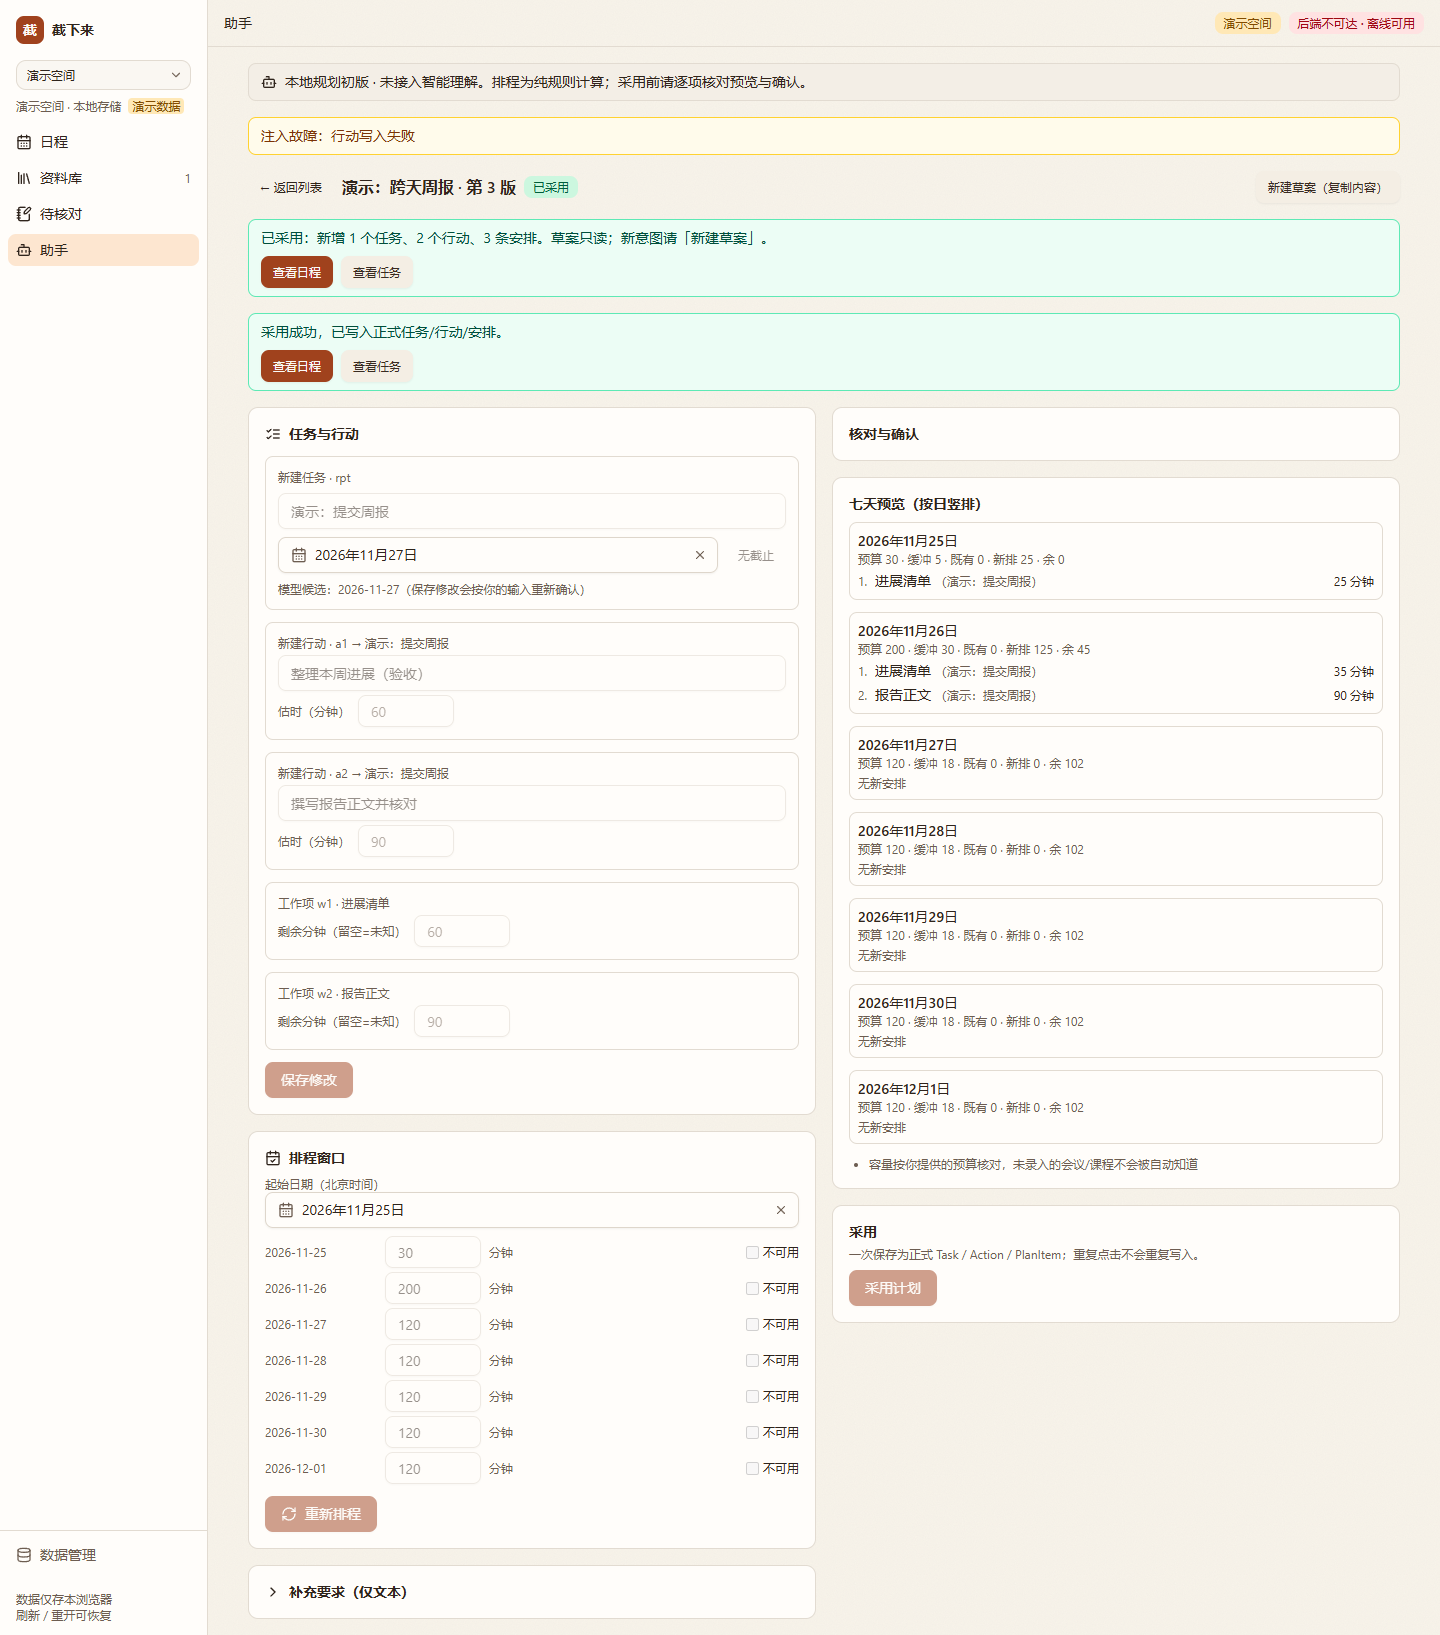 截 截下来
演示空间
演示空间 · 本地存储 演示数据
日程
资料库 1
待核对
助手
数据管理
数据仅存本浏览器
刷新 / 重开可恢复
助手
演示空间 后端不可达 · 离线可用
本地规划初版 · 未接入智能理解。排程为纯规则计算；采用前请逐项核对预览与确认。
注入故障：行动写入失败
← 返回列表 演示：跨天周报 · 第 3 版 已采用 新建草案（复制内容）
已采用：新增 1 个任务、2 个行动、3 条安排。草案只读；新意图请「新建草案」。
查看日程 查看任务
采用成功，已写入正式任务/行动/安排。
查看日程 查看任务
任务与行动
新建任务 · rpt
演示：提交周报
2026年11月27日 × 无截止
模型候选：2026-11-27（保存修改会按你的输入重新确认）
新建行动 · a1 → 演示：提交周报
整理本周进展（验收）
估时（分钟） 60
新建行动 · a2 → 演示：提交周报
撰写报告正文并核对
估时（分钟） 90
工作项 w1 · 进展清单
剩余分钟（留空=未知） 60
工作项 w2 · 报告正文
剩余分钟（留空=未知） 90
保存修改
排程窗口
起始日期（北京时间）
2026年11月25日 ×
2026-11-25 30 分钟 不可用
2026-11-26 200 分钟 不可用
2026-11-27 120 分钟 不可用
2026-11-28 120 分钟 不可用
2026-11-29 120 分钟 不可用
2026-11-30 120 分钟 不可用
2026-12-01 120 分钟 不可用
重新排程
补充要求（仅文本）
核对与确认
七天预览（按日竖排）
2026年11月25日
预算 30 · 缓冲 5 · 既有 0 · 新排 25 · 余 0
1. 进展清单 （演示：提交周报） 25 分钟
2026年11月26日
预算 200 · 缓冲 30 · 既有 0 · 新排 125 · 余 45
1. 进展清单 （演示：提交周报） 35 分钟
2. 报告正文 （演示：提交周报） 90 分钟
2026年11月27日
预算 120 · 缓冲 18 · 既有 0 · 新排 0 · 余 102
无新安排
2026年11月28日
预算 120 · 缓冲 18 · 既有 0 · 新排 0 · 余 102
无新安排
2026年11月29日
预算 120 · 缓冲 18 · 既有 0 · 新排 0 · 余 102
无新安排
2026年11月30日
预算 120 · 缓冲 18 · 既有 0 · 新排 0 · 余 102
无新安排
2026年12月1日
预算 120 · 缓冲 18 · 既有 0 · 新排 0 · 余 102
无新安排
• 容量按你提供的预算核对，未录入的会议/课程不会被自动知道
采用
一次保存为正式 Task / Action / PlanItem；重复点击不会重复写入。
采用计划